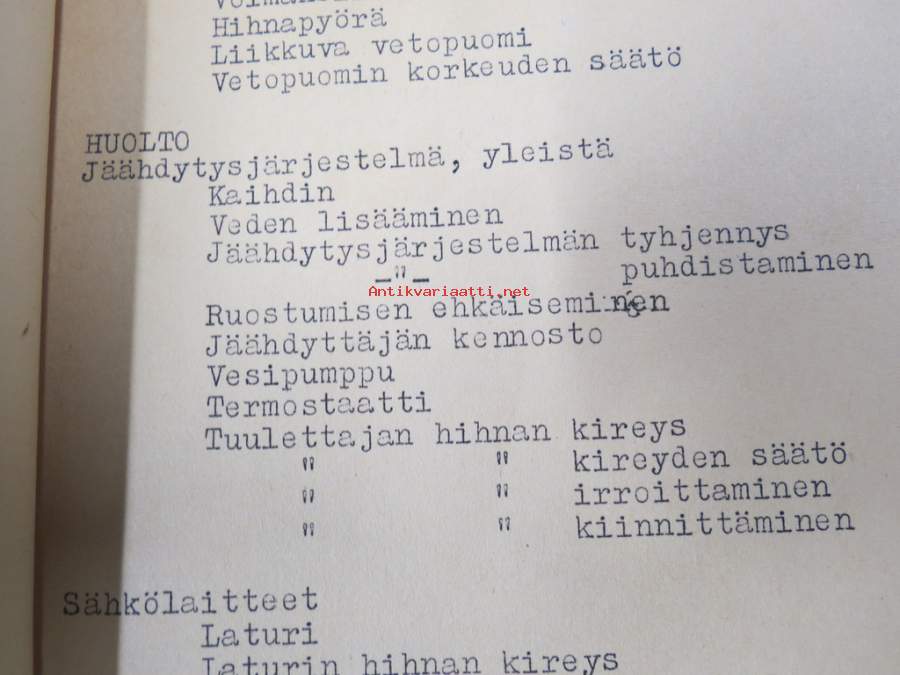 Hihnapyörä
Liikkuva vetopuomi
Vetopuomin korkeuden säätö
HUOLTO
Jäähdytysjärjestelmä, yleistä
Kaihdin
Veden lisääminen
Jäähdytysjärjestelmän tyhjennys
–"– puhdistaminen
Antikvariaatti.net
Ruostumisen ehkäiseminen
Jäähdyttäjän kennosto
Vesipumppu
Termostaatti
Tuulettajan hihnan kireys
" " kireyden säätö
" " irroittaminen
" " kiinnittäminen
Sähkölaitteet
Laturi
Laturin hihnan kireys